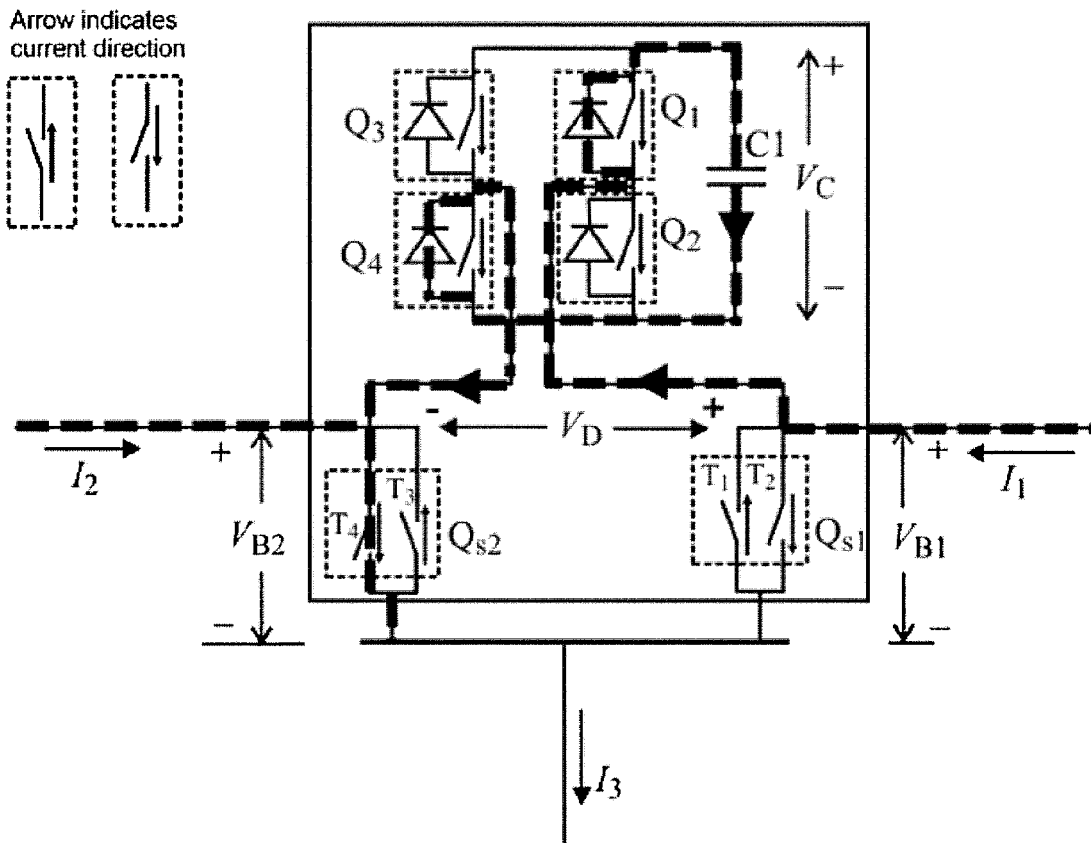 Arrow indicates
current direction
Q3
Q1
C1
VC
+
−
Q4
Q2
- VD +
I2
+
VB2
−
T4
T3
Qs2
T1 T2
Qs1
+
VB1
−
I1
I3